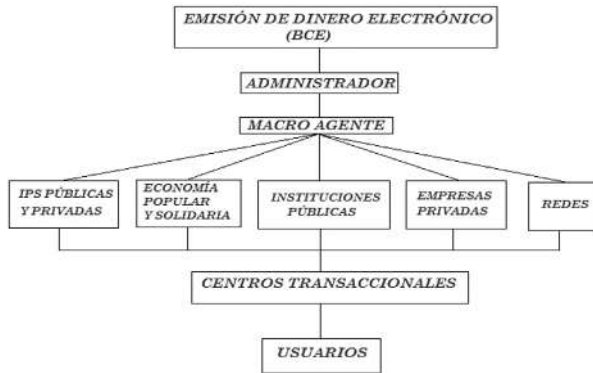 EMISIÓN DE DINERO ELECTRÓNICO
(BCE)
ADMINISTRADOR
MACRO AGENTE
IPS PÚBLICAS
Y PRIVADAS
ECONOMÍA
POPULAR
Y SOLIDARIA
INSTITUCIONES
PÚBLICAS
EMPRESAS
PRIVADAS
REDES
CENTROS TRANSACCIONALES
USUARIOS